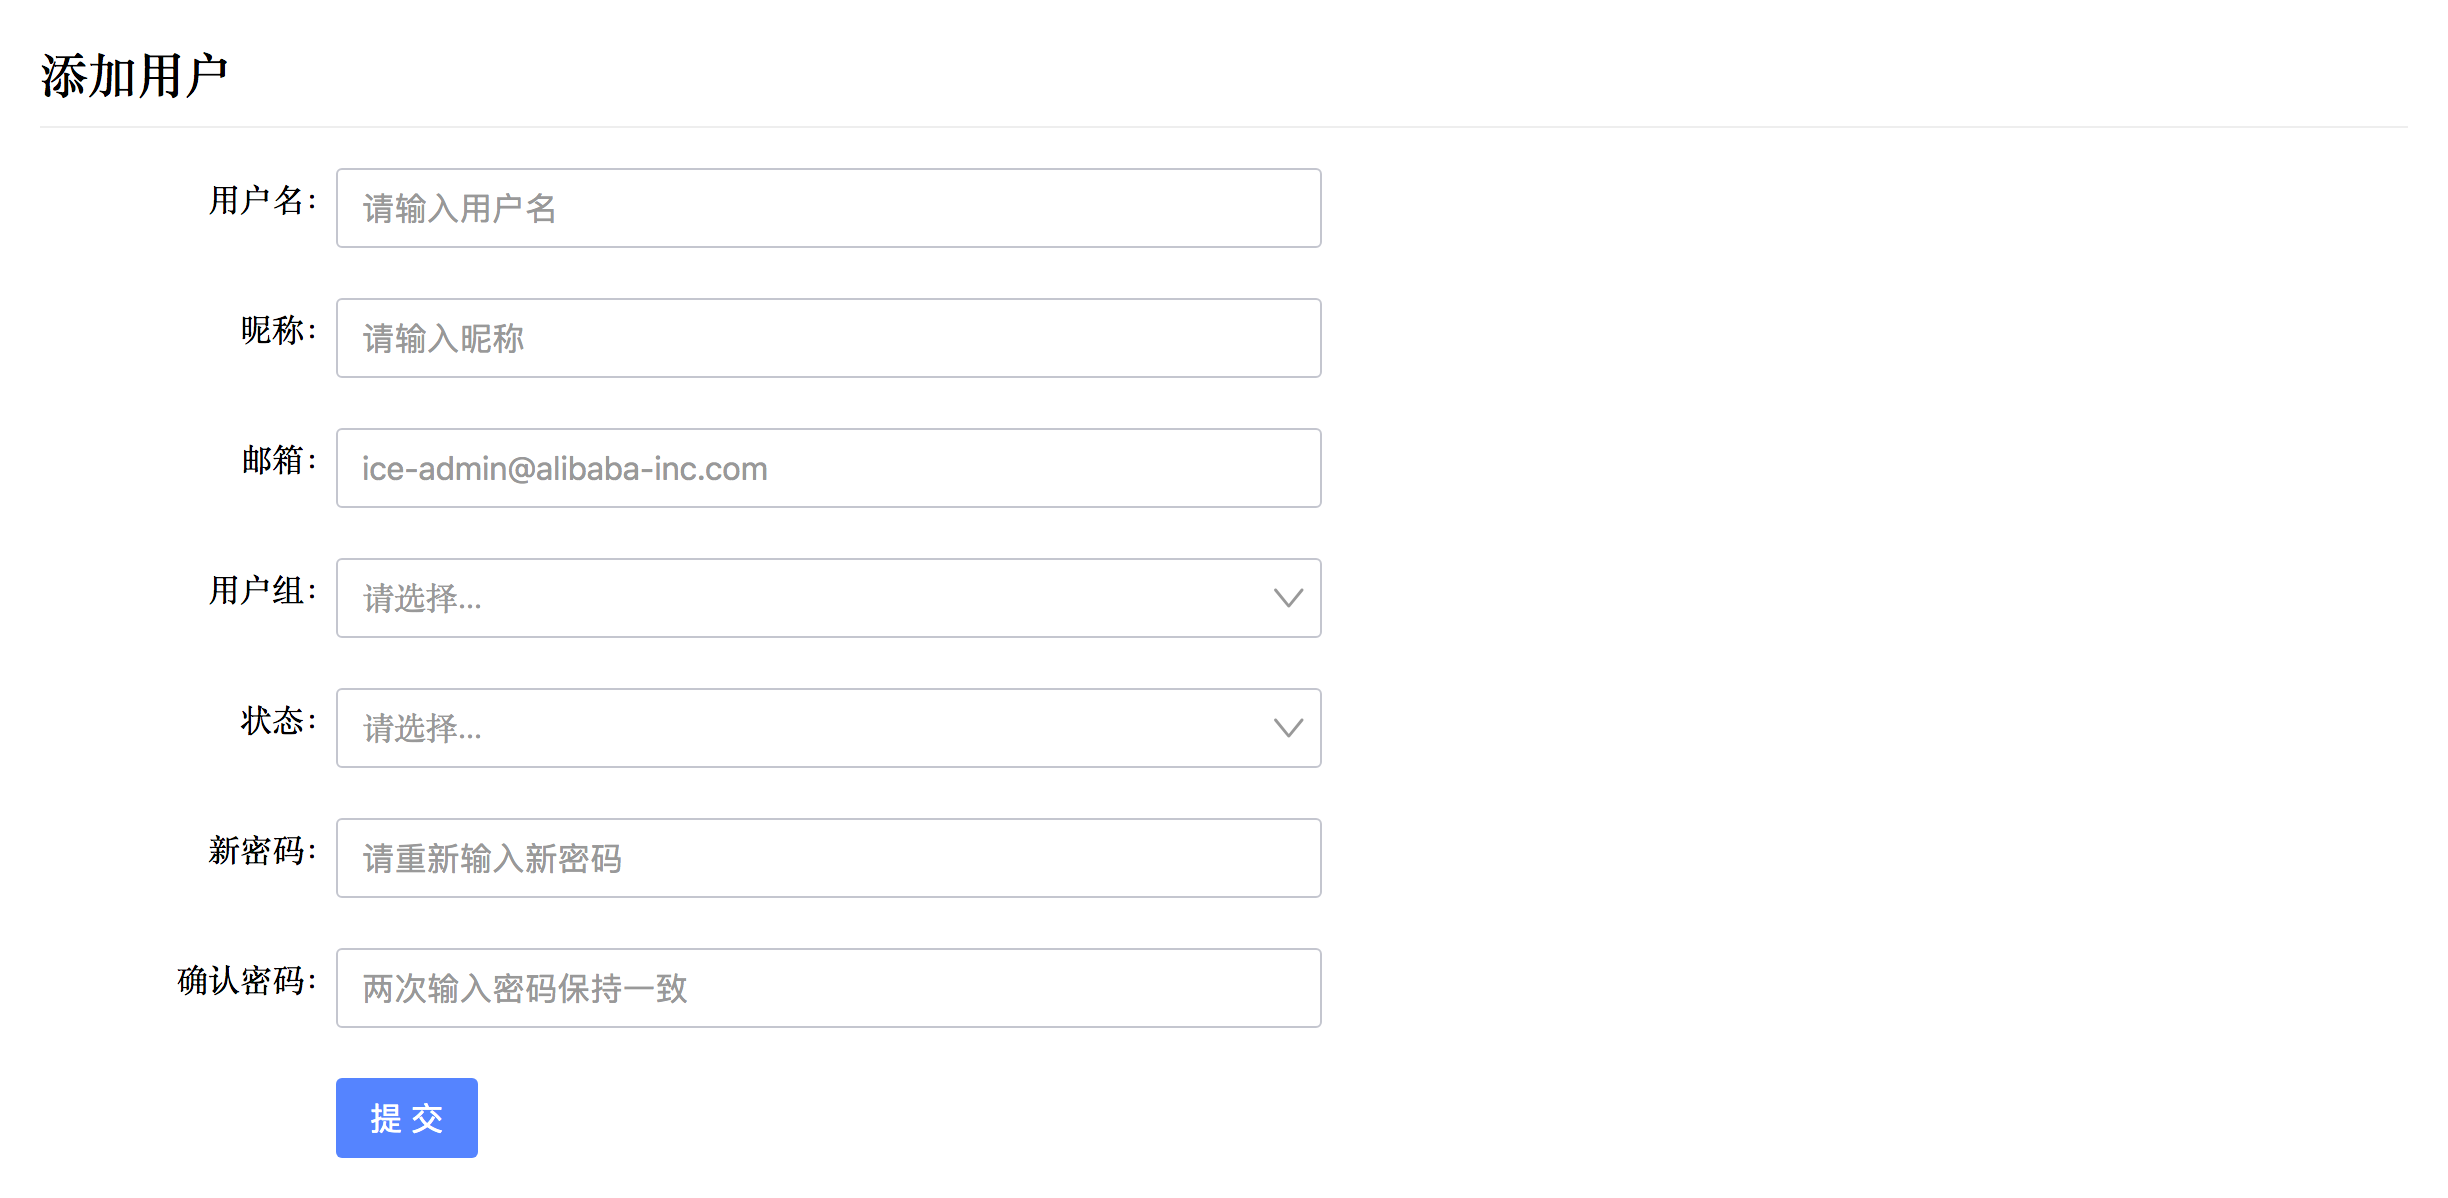 添加用户
用户名： 请输入用户名
昵称： 请输入昵称
邮箱： ice-admin@alibaba-inc.com
用户组： 请选择...
状态： 请选择...
新密码： 请重新输入新密码
确认密码： 两次输入密码保持一致
提 交